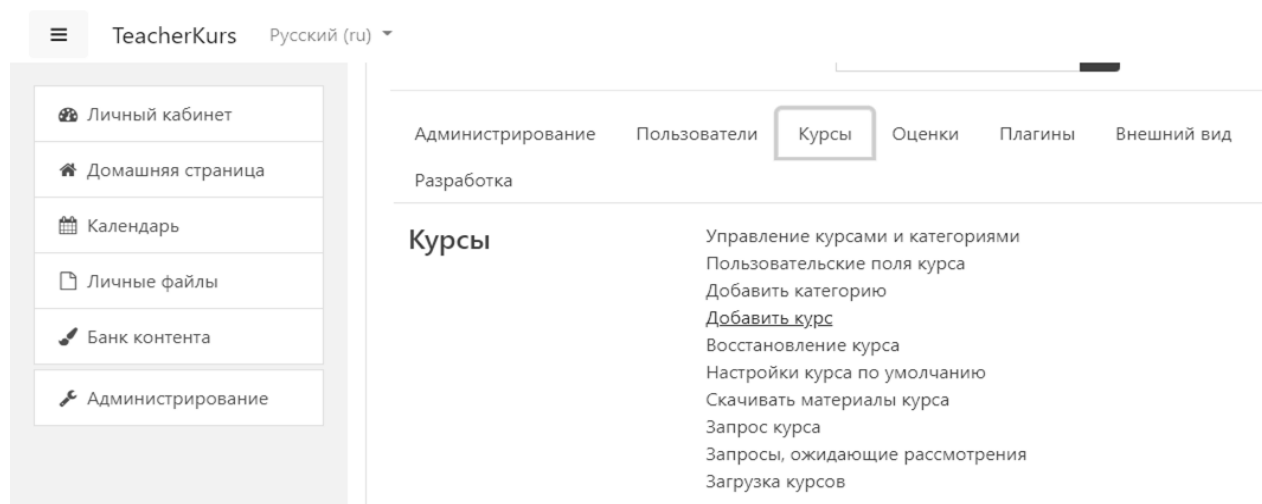 TeacherKurs Русский (ru)
Личный кабинет
Домашняя страница
Календарь
Личные файлы
Банк контента
Администрирование
Администрирование Пользователи Курсы Оценки Плагины Внешний вид
Разработка
Курсы
Управление курсами и категориями
Пользовательские поля курса
Добавить категорию
Добавить курс
Восстановление курса
Настройки курса по умолчанию
Скачивать материалы курса
Запрос курса
Запросы, ожидающие рассмотрения
Загрузка курсов